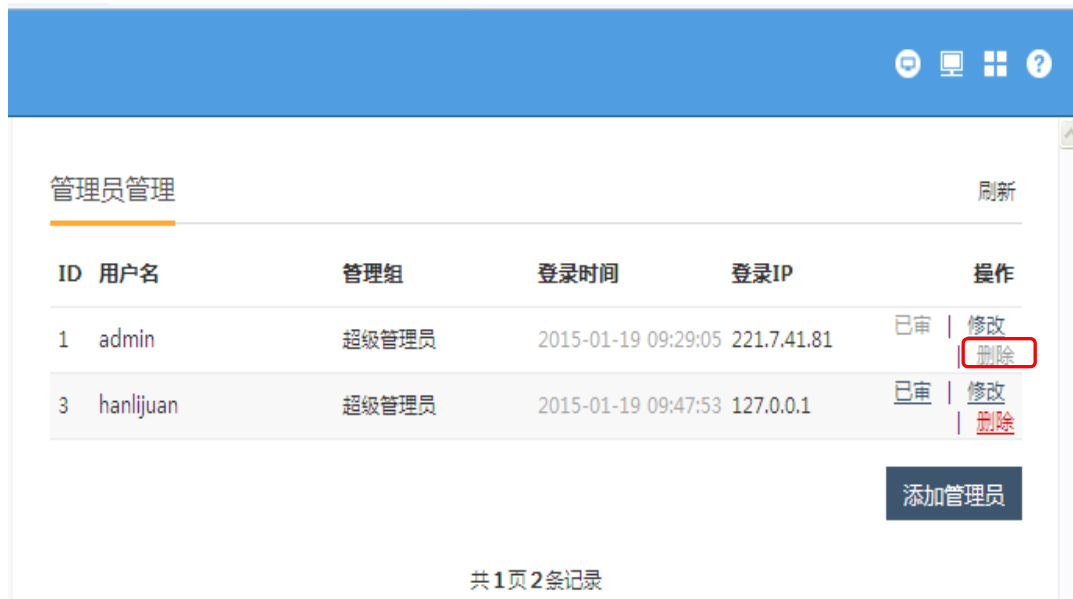 管理员管理 刷新
ID 用户名 管理组 登录时间 登录IP 操作
1 admin 超级管理员 2015-01-19 09:29:05 221.7.41.81 已审 | 修改
| 删除
3 hanlijuan 超级管理员 2015-01-19 09:47:53 127.0.0.1 已审 | 修改
| 删除
添加管理员
共1页2条记录